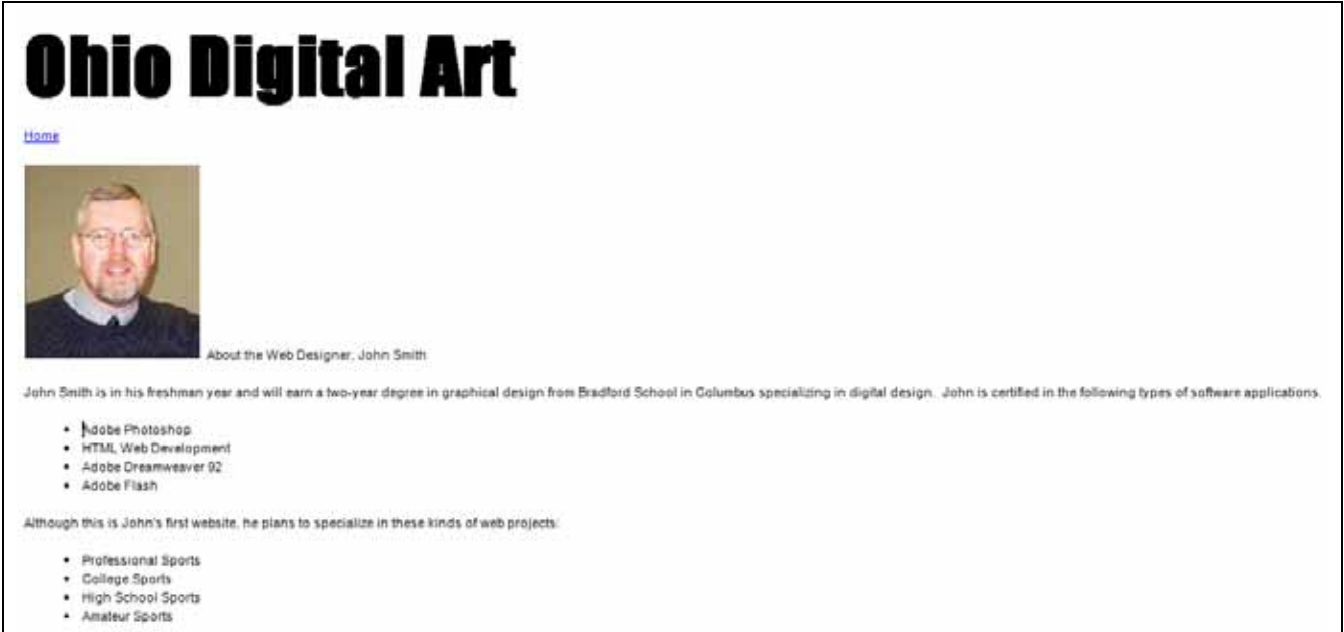 Ohio Digital Art
Home
About the Web Designer, John Smith
John Smith is in his freshman year and will earn a two-year degree in graphical design from Bradford School in Columbus specializing in digital design. John is certified in the following types of software applications.
• Adobe Photoshop
• HTML Web Development
• Adobe Dreamweaver 92
• Adobe Flash
Although this is John's first website, he plans to specialize in these kinds of web projects:
• Professional Sports
• College Sports
• High School Sports
• Amateur Sports